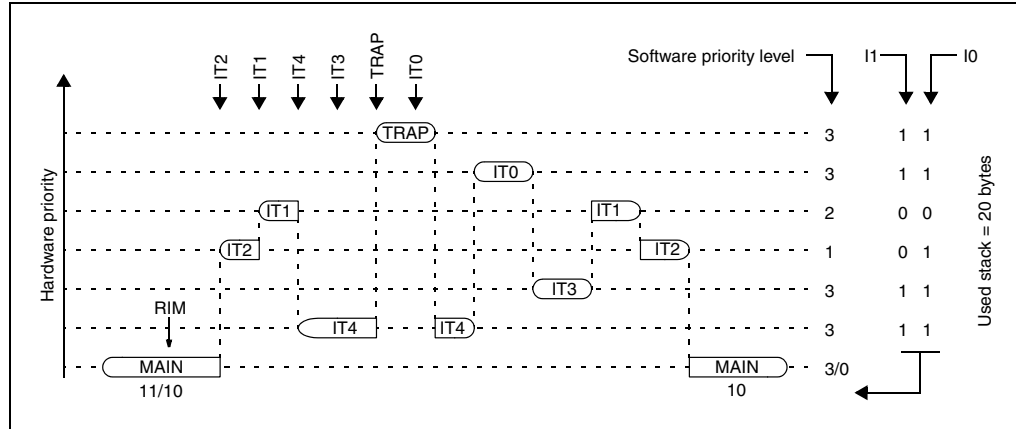 IT2 IT1 IT4 IT3 TRAP IT0
Software priority level I1 I0
Hardware priority
TRAP 3 1 1
IT0 3 1 1
IT1 IT1 2 0 0
IT2 IT2 1 0 1
IT3 3 1 1
RIM
IT4 IT4 3 1 1
MAIN MAIN 3/0
11/10 10
Used stack = 20 bytes